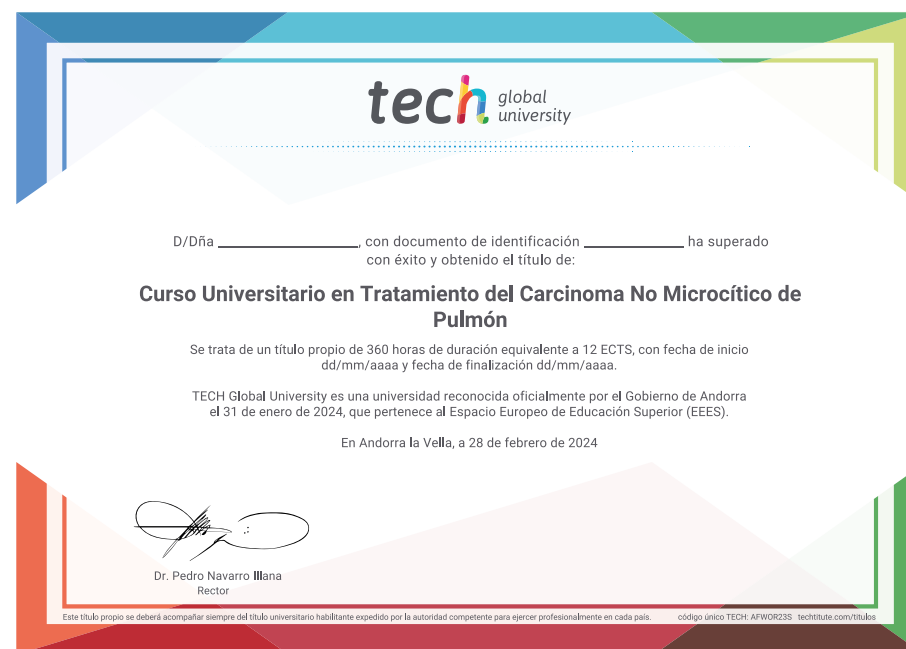 tech global university
D/Dña ____________________, con documento de identificación ______________ ha superado
con éxito y obtenido el título de:
Curso Universitario en Tratamiento del Carcinoma No Microcítico de
Pulmón
Se trata de un título propio de 360 horas de duración equivalente a 12 ECTS, con fecha de inicio
dd/mm/aaaa y fecha de finalización dd/mm/aaaa.
TECH Global University es una universidad reconocida oficialmente por el Gobierno de Andorra
el 31 de enero de 2024, que pertenece al Espacio Europeo de Educación Superior (EEES).
En Andorra la Vella, a 28 de febrero de 2024
Dr. Pedro Navarro Illana
Rector
Este título propio se deberá acompañar siempre del título universitario habilitante expedido por la autoridad competente para ejercer profesionalmente en cada país. código único TECH: AFWOR23S techtitute.com/titulos